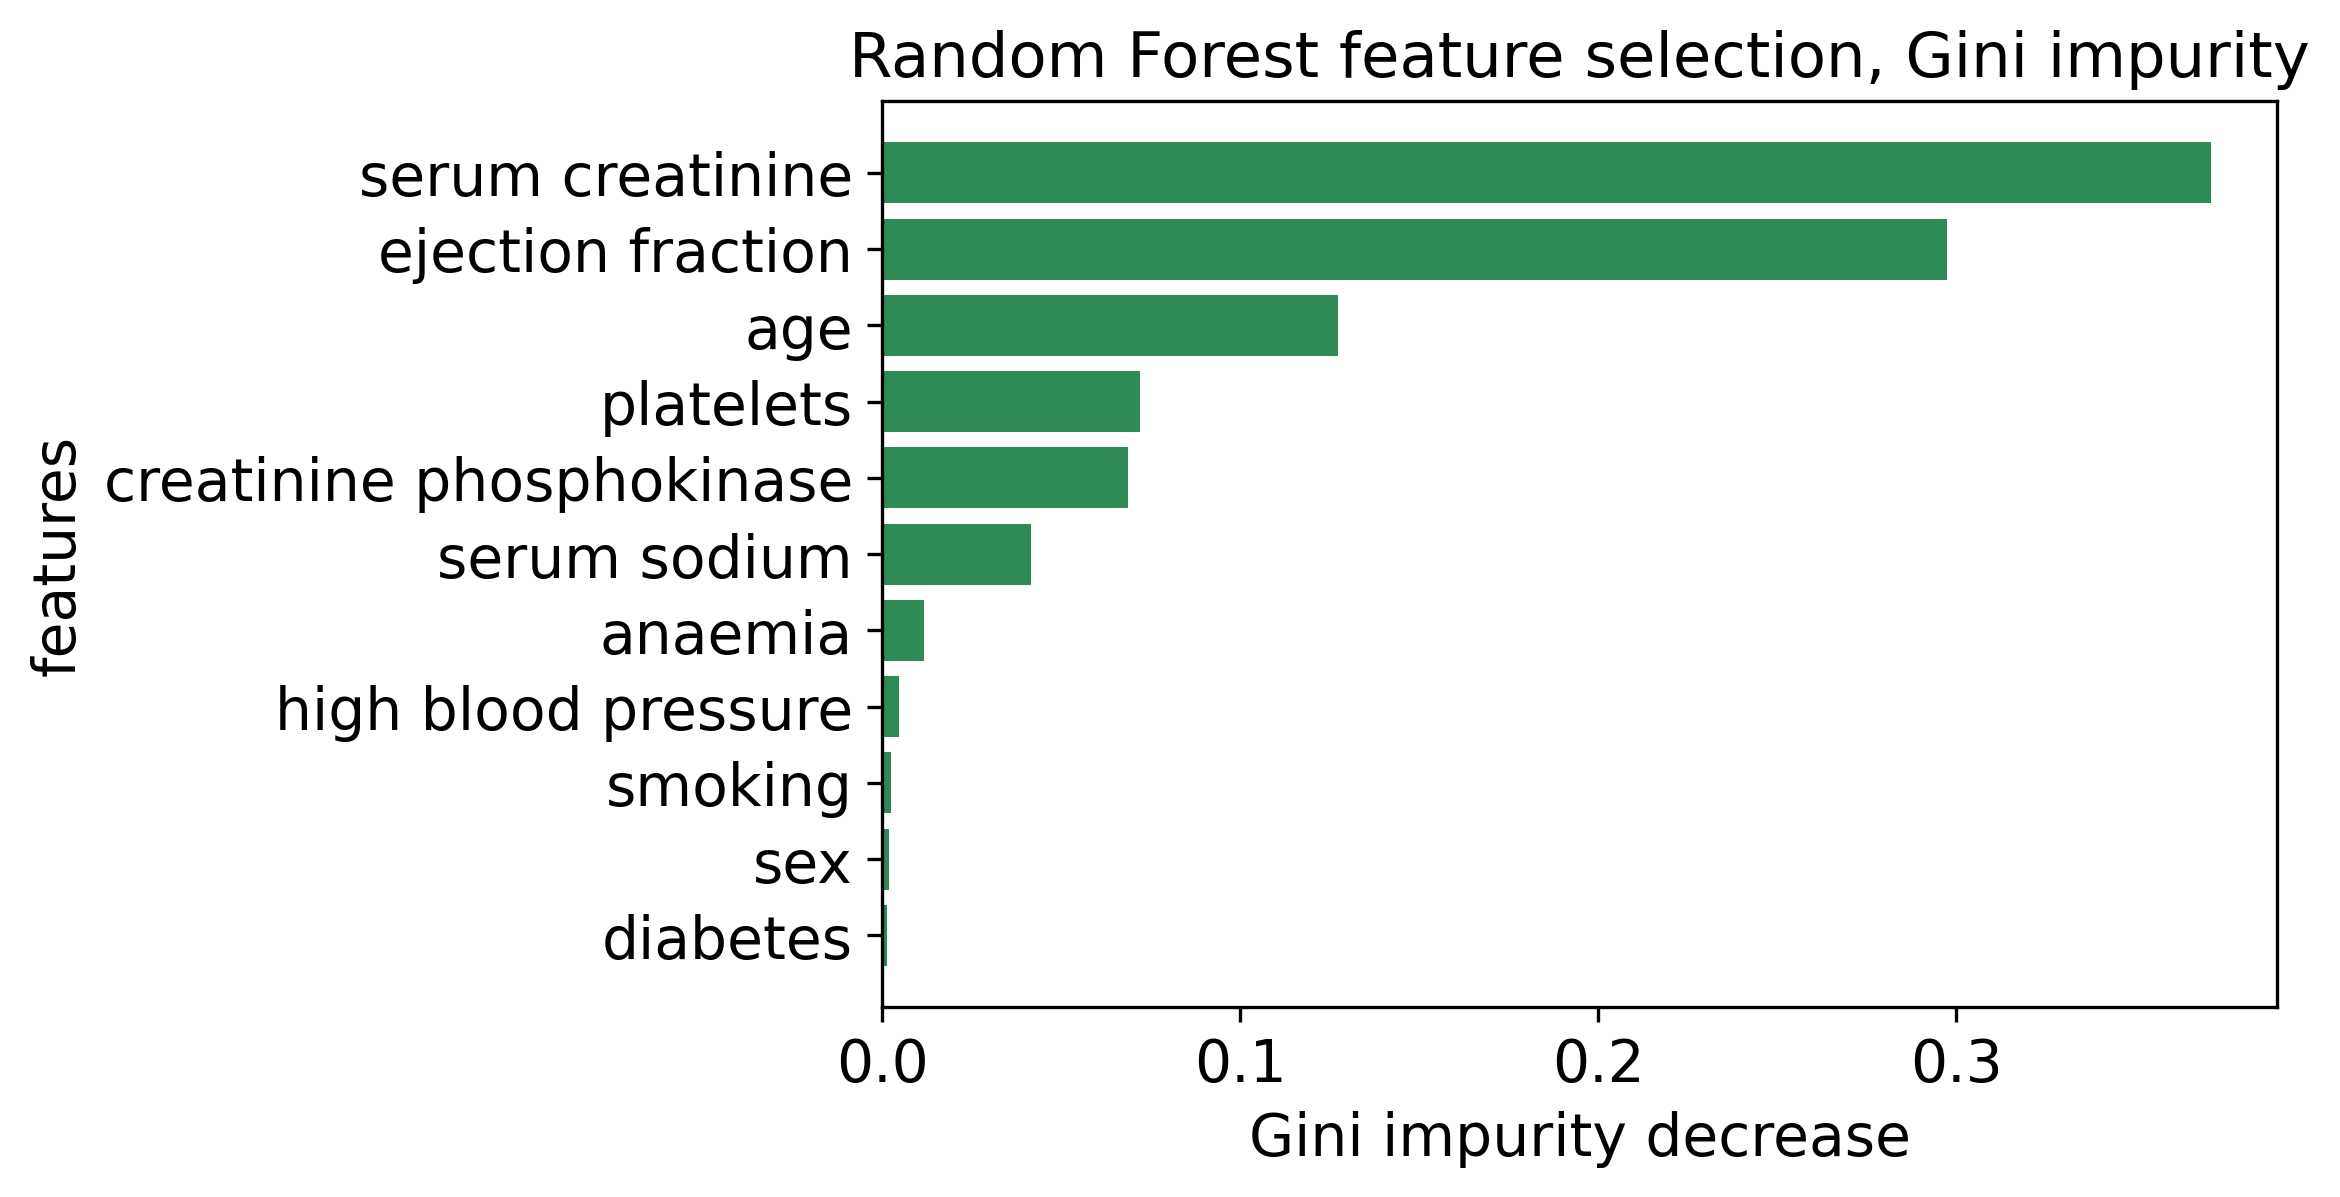 Random Forest feature selection, Gini impurity
features
serum creatinine
ejection fraction
age
platelets
creatinine phosphokinase
serum sodium
anaemia
high blood pressure
smoking
sex
diabetes
0.0 0.1 0.2 0.3
Gini impurity decrease